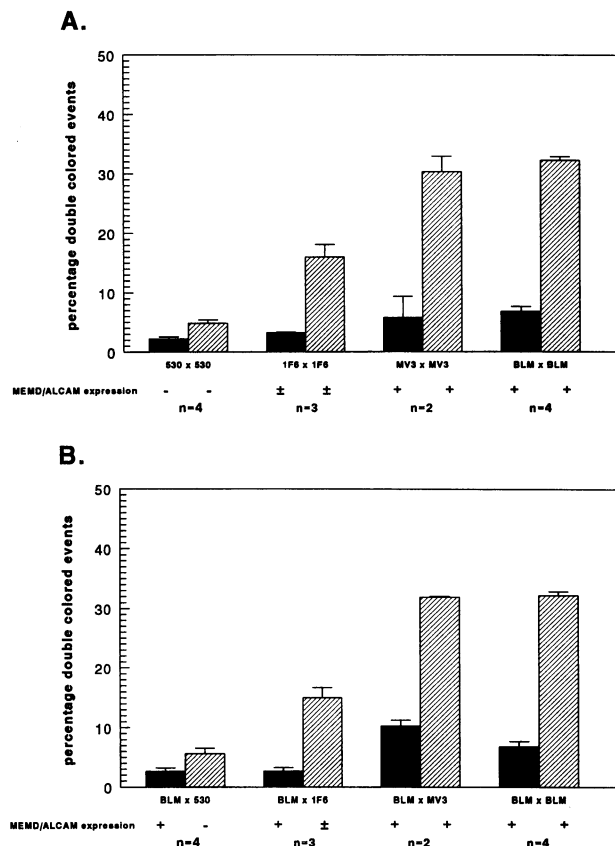 A.
percentage double colored events
50
40
30
20
10
0
530 x 530 1F6 x 1F6 MV3 x MV3 BLM x BLM
MEMD/ALCAM expression - - ± ± + + + +
n=4 n=3 n=2 n=4
B.
percentage double colored events
50
40
30
20
10
0
BLM x 530 BLM x 1F6 BLM x MV3 BLM x BLM
MEMD/ALCAM expression + - + ± + + + +
n=4 n=3 n=2 n=4